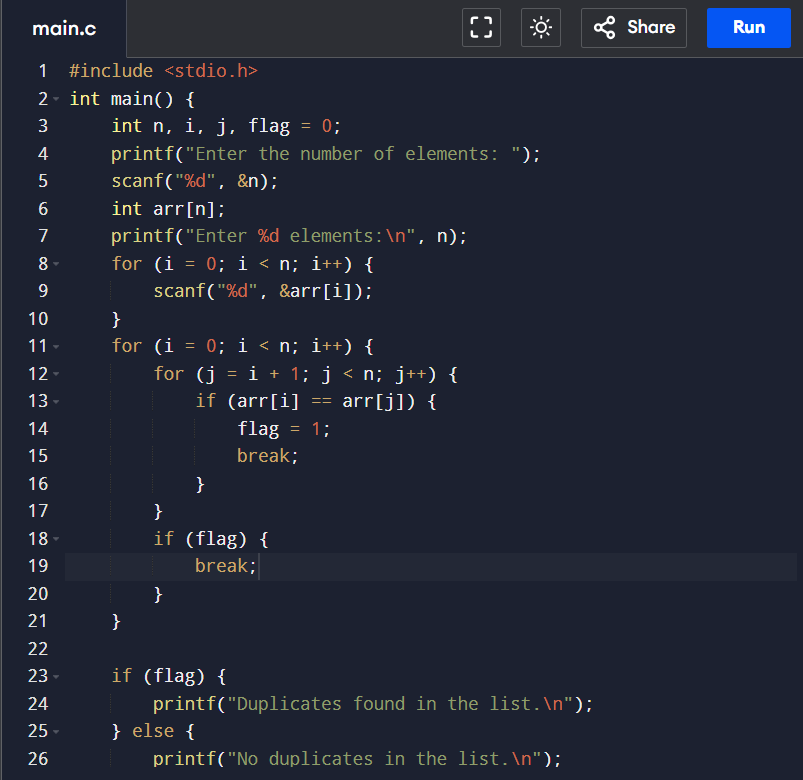 main.c
Share
Run
1 #include <stdio.h>
2 int main() {
3     int n, i, j, flag = 0;
4     printf("Enter the number of elements: ");
5     scanf("%d", &n);
6     int arr[n];
7     printf("Enter %d elements:\n", n);
8     for (i = 0; i < n; i++) {
9         scanf("%d", &arr[i]);
10     }
11     for (i = 0; i < n; i++) {
12         for (j = i + 1; j < n; j++) {
13             if (arr[i] == arr[j]) {
14                 flag = 1;
15                 break;
16             }
17         }
18         if (flag) {
19             break;
20         }
21     }
22
23     if (flag) {
24         printf("Duplicates found in the list.\n");
25     } else {
26         printf("No duplicates in the list.\n");